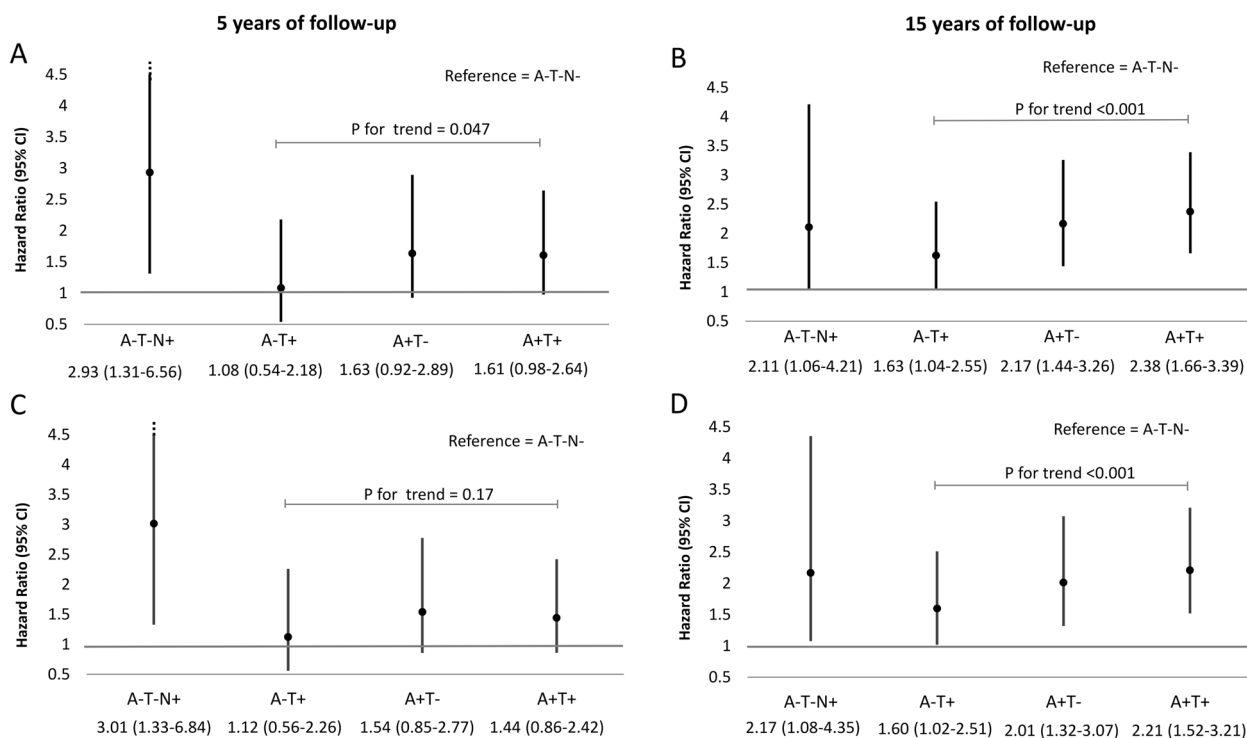 5 years of follow-up
15 years of follow-up
A
Reference = A-T-N-
P for trend = 0.047
Hazard Ratio (95% CI)
4.5
4
3.5
3
2.5
2
1.5
1
0.5
A-T-N+ A-T+ A+T- A+T+
2.93 (1.31-6.56) 1.08 (0.54-2.18) 1.63 (0.92-2.89) 1.61 (0.98-2.64)
B
Reference = A-T-N-
P for trend <0.001
Hazard Ratio (95% CI)
4.5
4
3.5
3
2.5
2
1.5
1
0.5
A-T-N+ A-T+ A+T- A+T+
2.11 (1.06-4.21) 1.63 (1.04-2.55) 2.17 (1.44-3.26) 2.38 (1.66-3.39)
C
Reference = A-T-N-
P for trend = 0.17
Hazard Ratio (95% CI)
4.5
4
3.5
3
2.5
2
1.5
1
0.5
A-T-N+ A-T+ A+T- A+T+
3.01 (1.33-6.84) 1.12 (0.56-2.26) 1.54 (0.85-2.77) 1.44 (0.86-2.42)
D
Reference = A-T-N-
P for trend <0.001
Hazard Ratio (95% CI)
4.5
4
3.5
3
2.5
2
1.5
1
0.5
A-T-N+ A-T+ A+T- A+T+
2.17 (1.08-4.35) 1.60 (1.02-2.51) 2.01 (1.32-3.07) 2.21 (1.52-3.21)